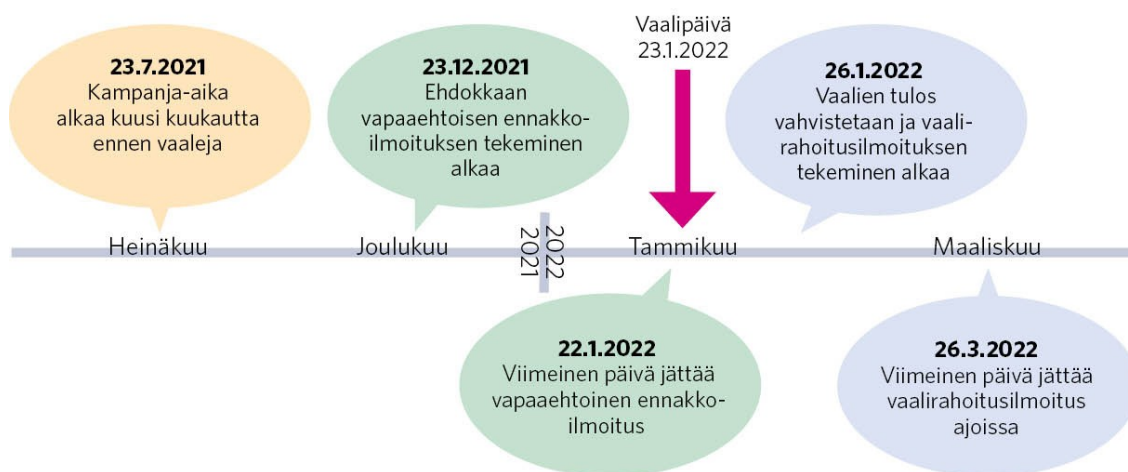 23.7.2021
Kampanja-aika
alkaa kuusi kuukautta
ennen vaaleja
23.12.2021
Ehdokkaan
vapaaehtoisen ennakko-
ilmoituksen tekeminen
alkaa
Vaalipäivä
23.1.2022
26.1.2022
Vaalien tulos
vahvistetaan ja vaali-
rahoitusilmoituksen
tekeminen alkaa
Heinäkuu
Joulukuu
2021
2022
Tammikuu
Maaliskuu
22.1.2022
Viimeinen päivä jättää
vapaaehtoinen ennakko-
ilmoitus
26.3.2022
Viimeinen päivä jättää
vaalirahoitusilmoitus
ajoissa